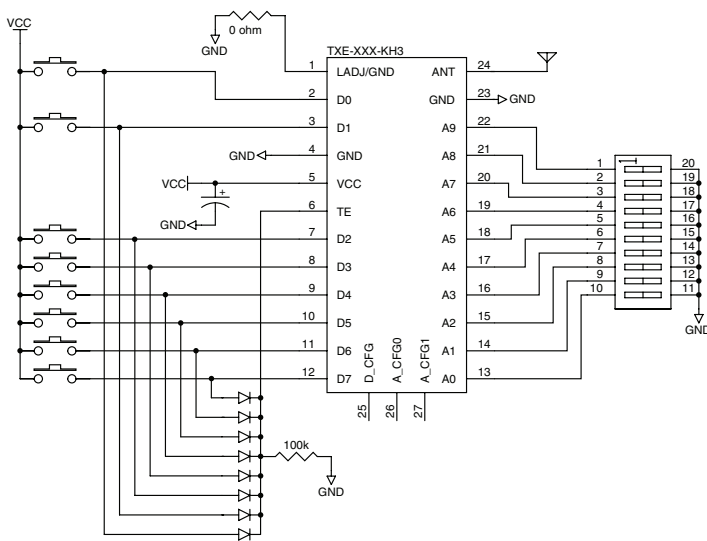 VCC
0 ohm
GND
TXE-XXX-KH3
1 LADJ/GND ANT 24
2 D0 GND 23 GND
3 D1 A9 22
GND 4 GND A8 21
VCC 5 VCC A7 20
+
GND
6 TE A6 19
7 D2 A5 18
8 D3 A4 17
9 D4 A3 16
10 D5 A2 15
11 D6 A1 14
12 D7 A0 13
D_CFG A_CFG0 A_CFG1
25 26 27
1 20
2 19
3 18
4 17
5 16
6 15
7 14
8 13
9 12
10 11
GND
100k
GND